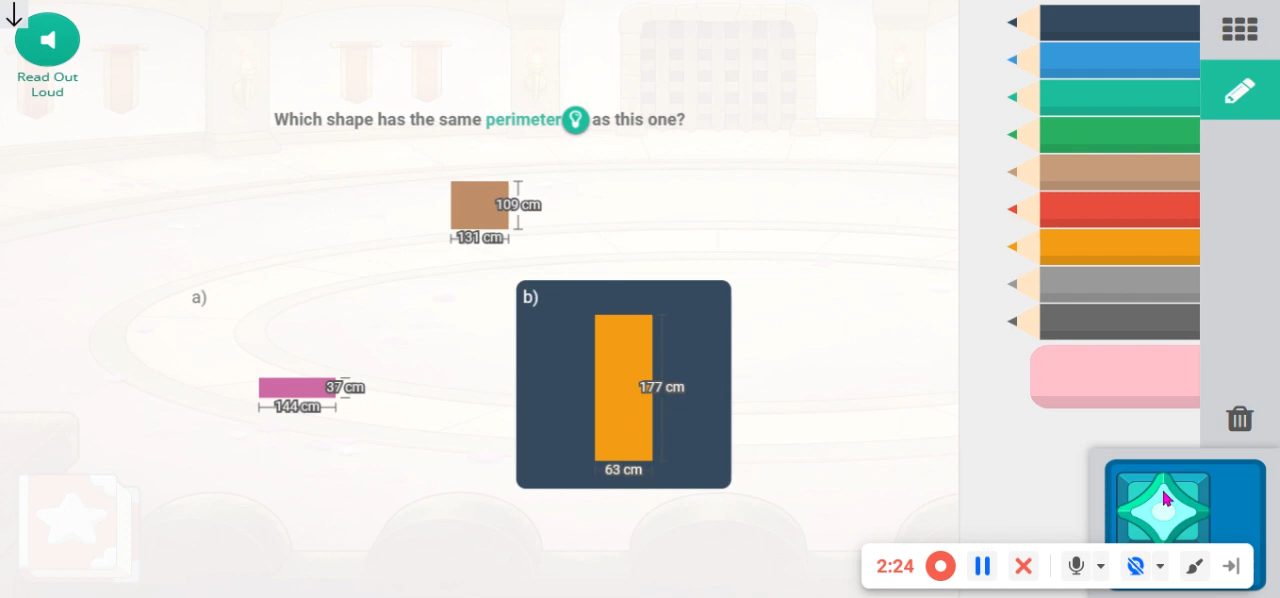 Read Out
Loud
Which shape has the same perimeter as this one?
109 cm
131 cm
a)
37 cm
144 cm
b)
177 cm
63 cm
2:24